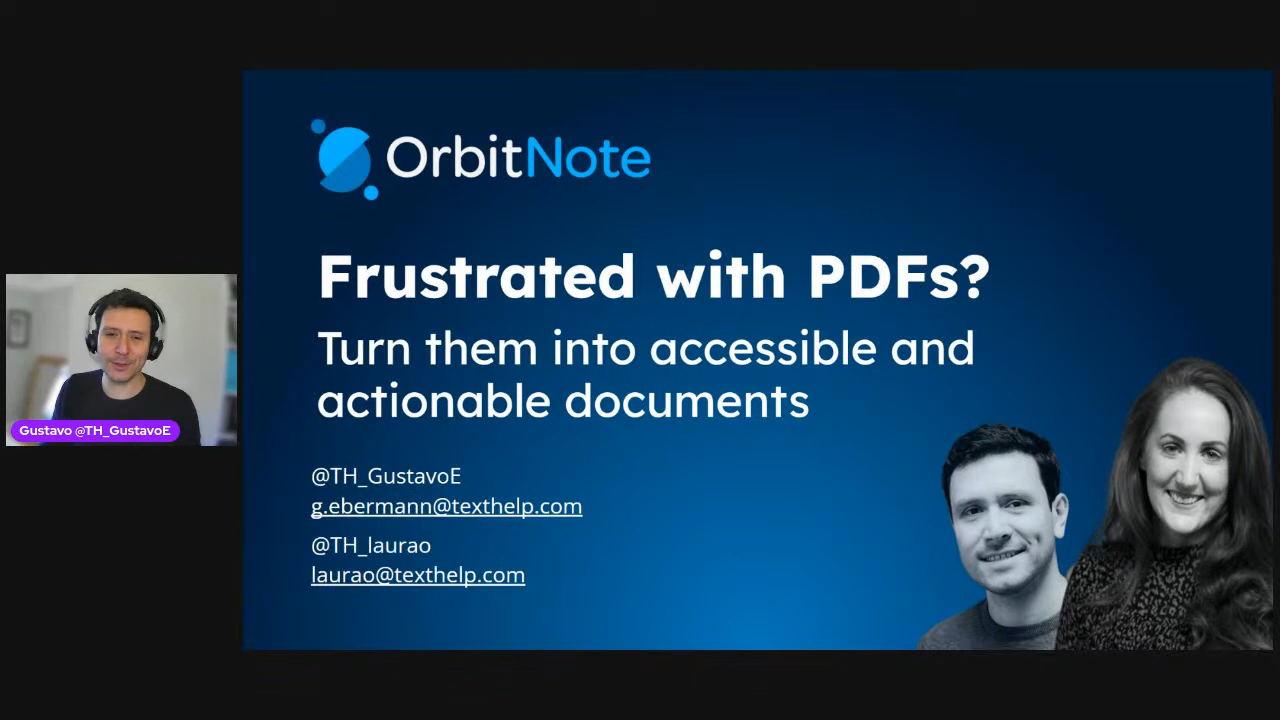 OrbitNote
Frustrated with PDFs?
Turn them into accessible and
actionable documents
@TH_GustavoE
g.ebermann@texthelp.com
@TH_laurao
laurao@texthelp.com
Gustavo @TH_GustavoE